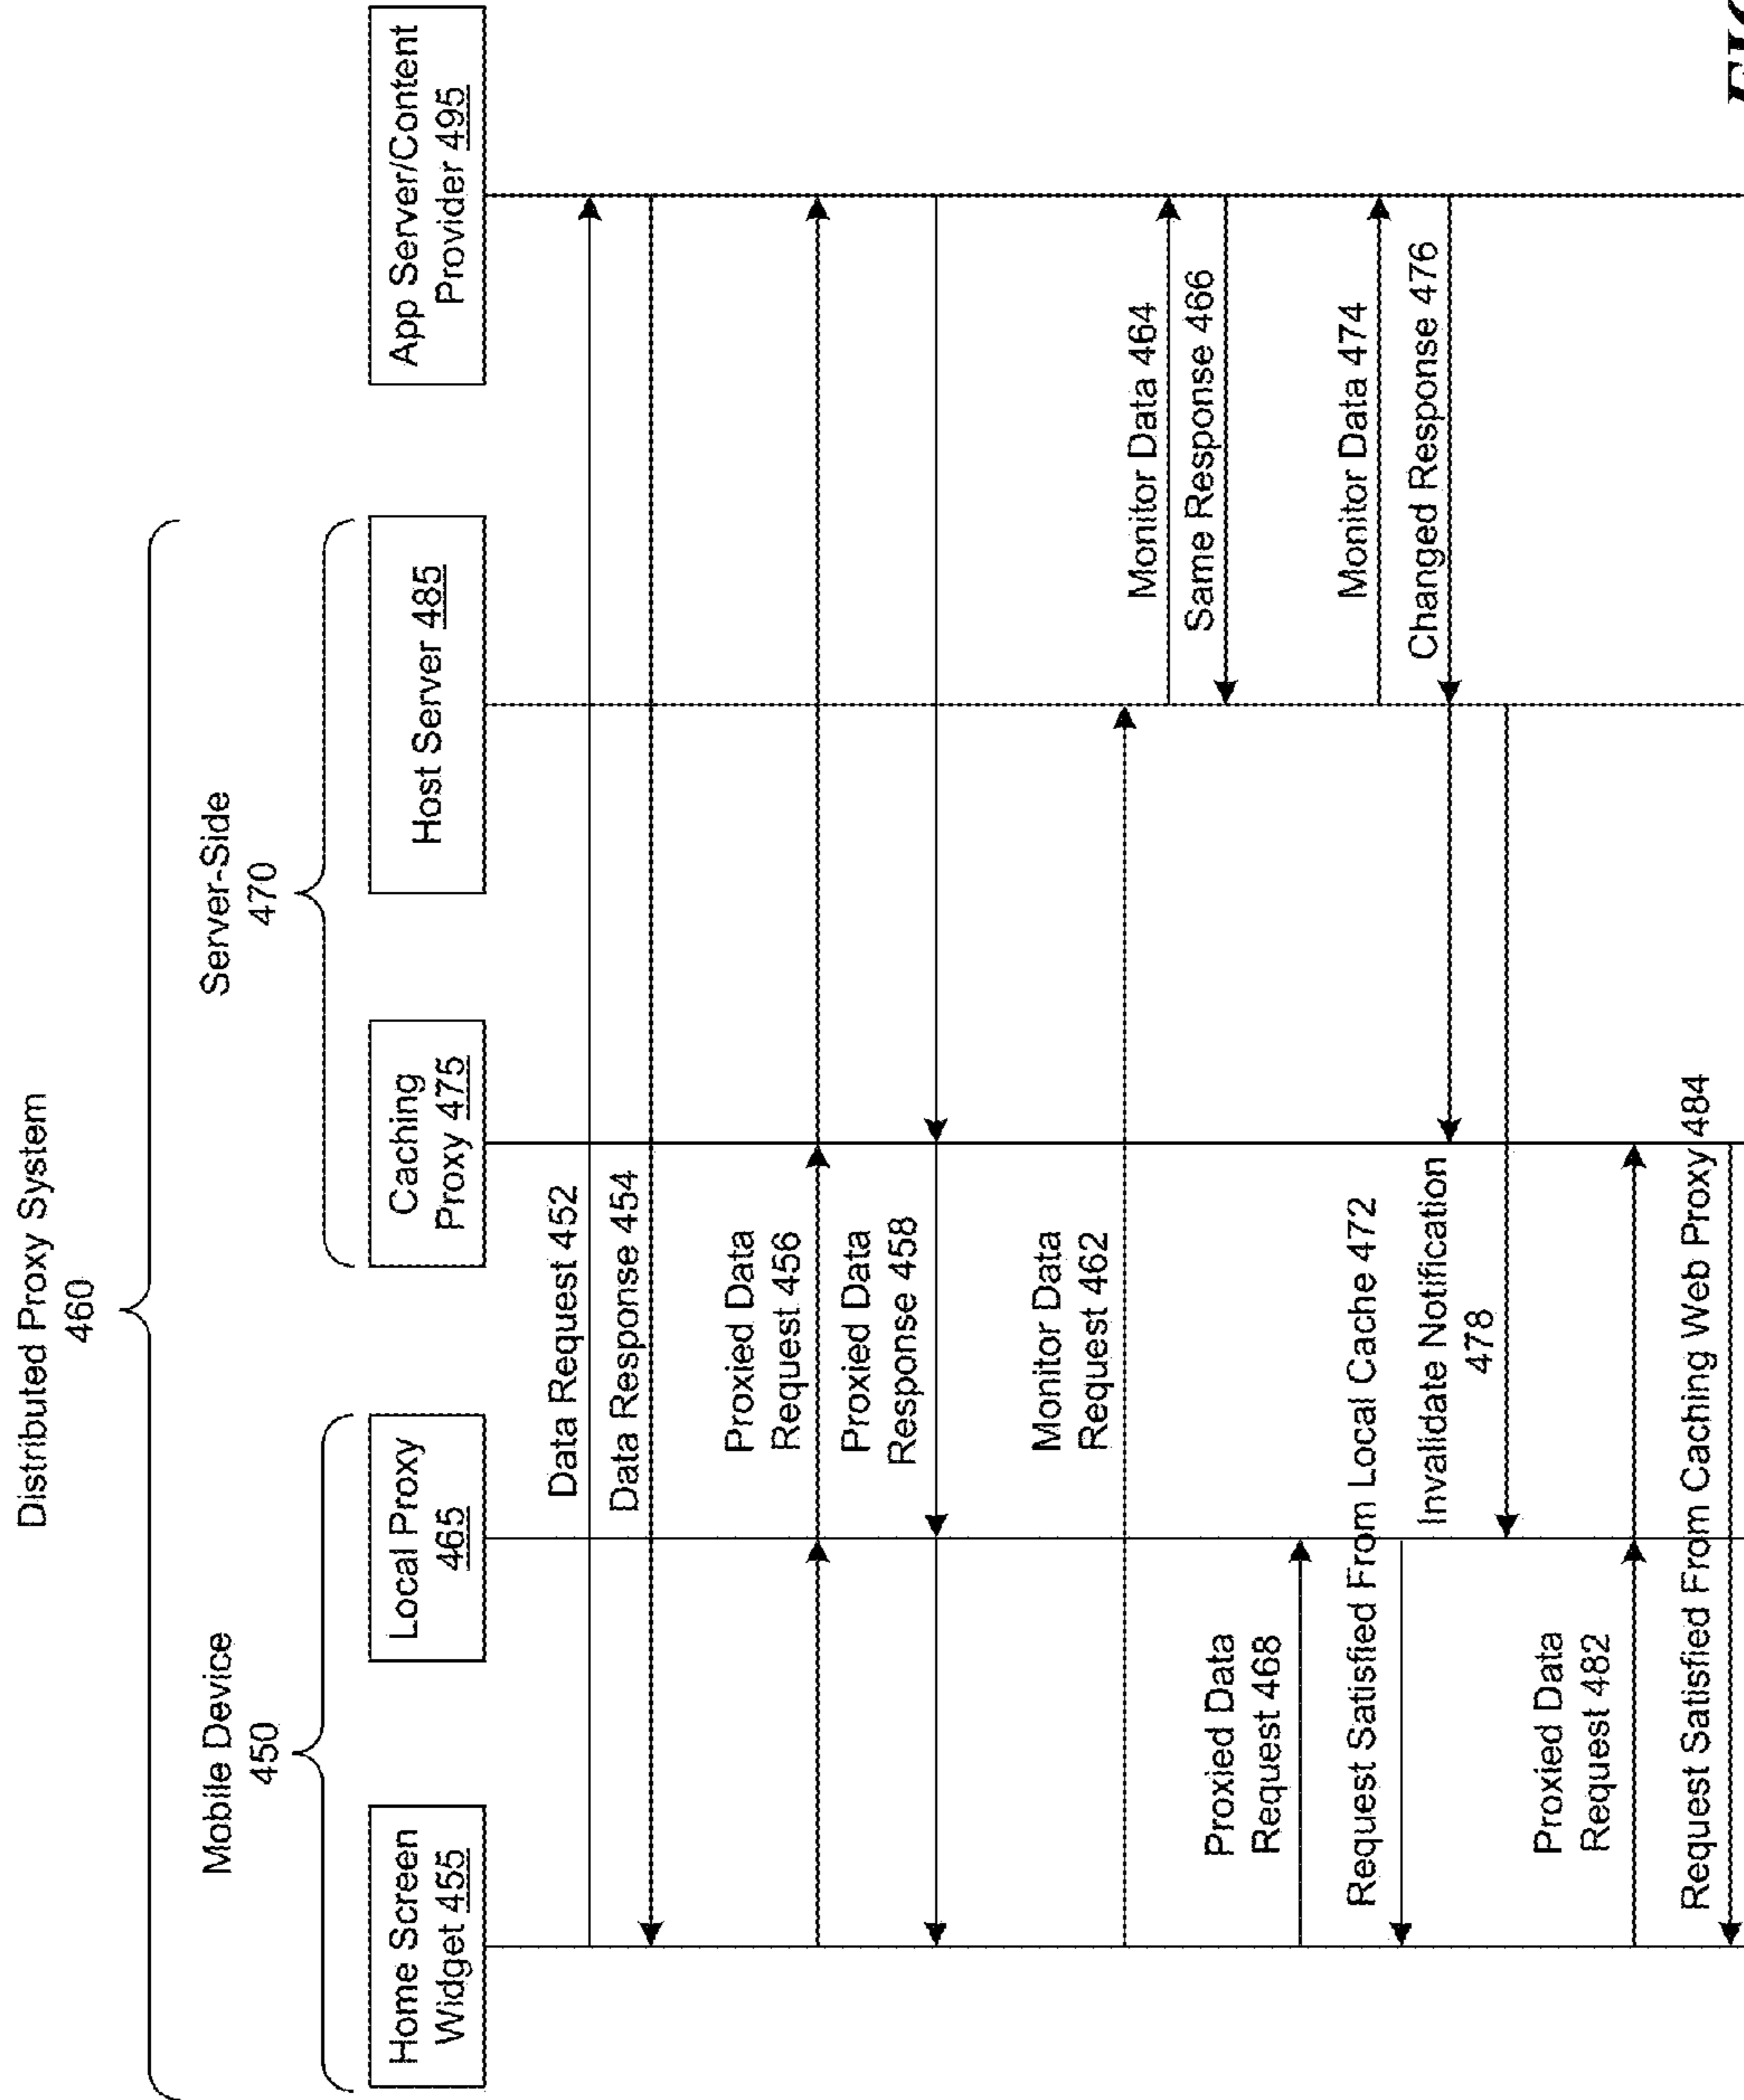 Distributed Proxy System
460
Mobile Device
450
Server-Side
470
Home Screen
Widget 455
Local Proxy
465
Caching
Proxy 475
Host Server 485
App Server/Content
Provider 495
Data Request 452
Data Response 454
Proxied Data
Request 456
Proxied Data
Response 458
Monitor Data
Request 462
Monitor Data 464
Same Response 466
Proxied Data
Request 468
Request Satisfied From Local Cache 472
Monitor Data 474
Changed Response 476
Invalidate Notification
478
Proxied Data
Request 482
Request Satisfied From Caching Web Proxy 484